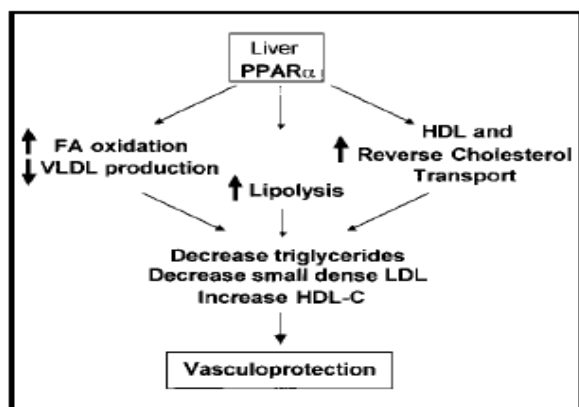 Liver
PPARα
FA oxidation
VLDL production
HDL and
Reverse Cholesterol
Transport
Lipolysis
Decrease triglycerides
Decrease small dense LDL
Increase HDL-C
Vasculoprotection